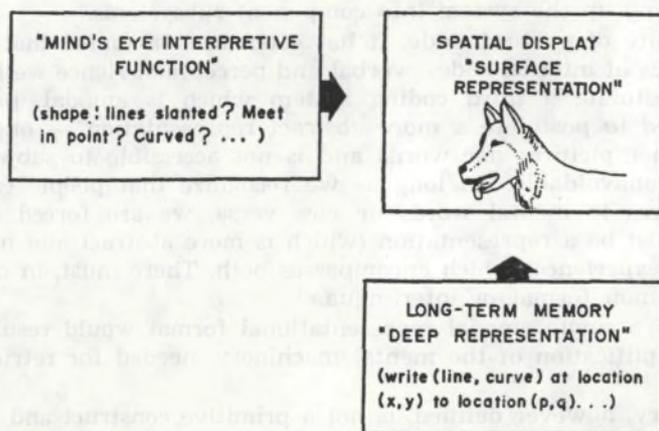 "MIND'S EYE INTERPRETIVE
FUNCTION"
(shape: lines slanted? Meet
in point? Curved? . . .)
SPATIAL DISPLAY
"SURFACE
REPRESENTATION"
LONG-TERM MEMORY
"DEEP REPRESENTATION"
(write (line, curve) at location
(x,y) to location (p,q). . .)